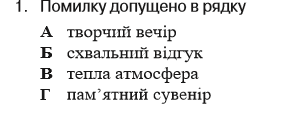 1. Помилку допущено в рядку
А творчий вечір
Б схвальний відгук
В тепла атмосфера
Г пам’ятний сувенір